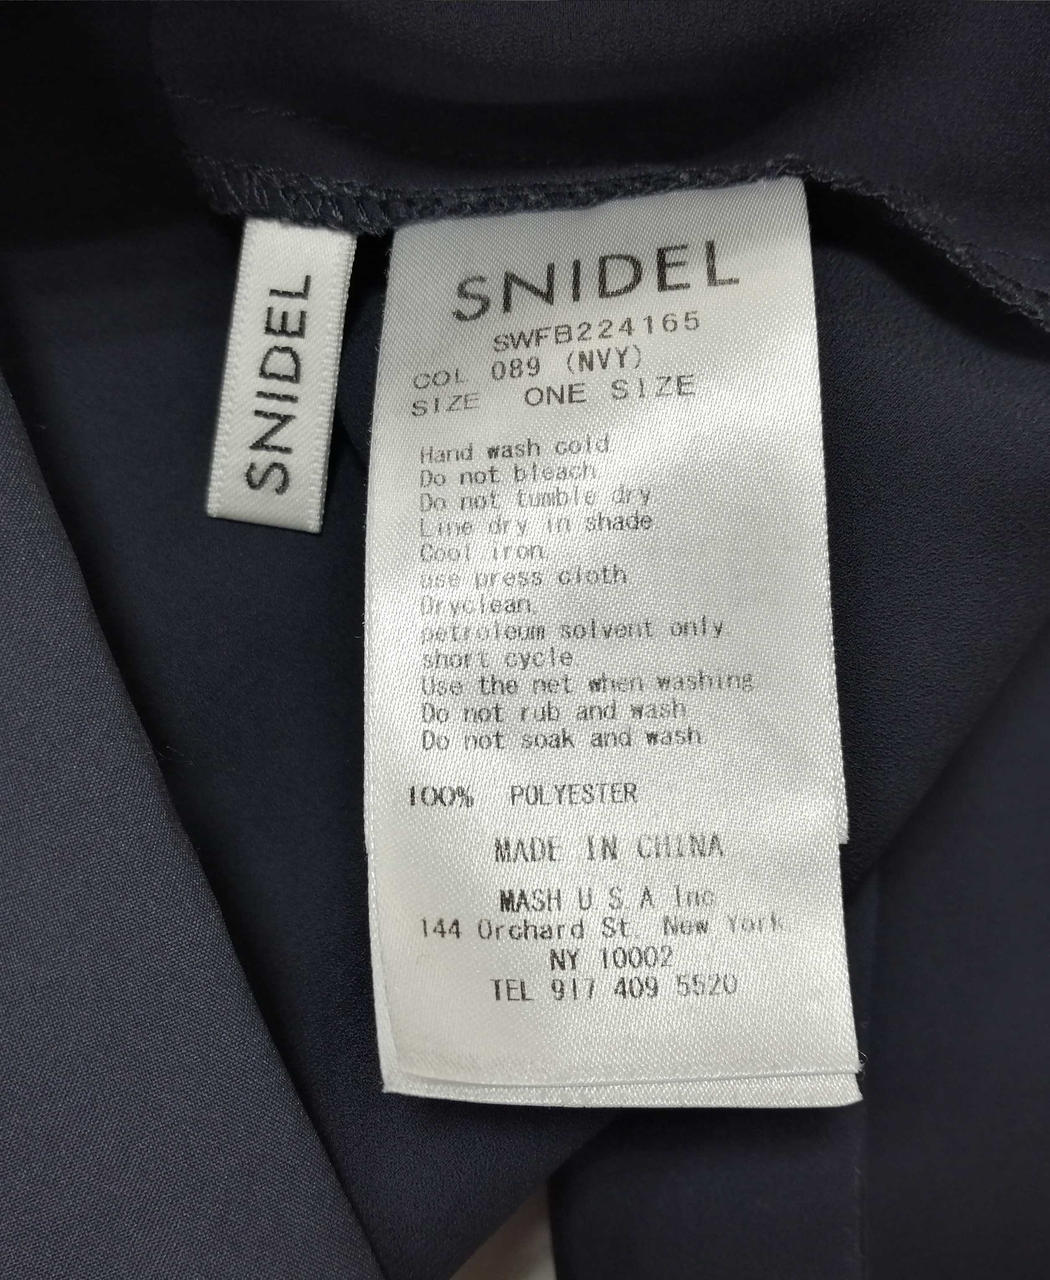 SNIDEL
SNIDEL
SWFB224165
COL 089 (NVY)
SIZE ONE SIZE
Hand wash cold
Do not bleach
Do not tumble dry
Line dry in shade
Cool iron
use press cloth
Dryclean,
petroleum solvent only
short cycle
Use the net when washing
Do not rub and wash
Do not soak and wash
100% POLYESTER
MADE IN CHINA
MASH U S A Inc
144 Orchard St. New York
NY 10002
TEL 917 409 5520